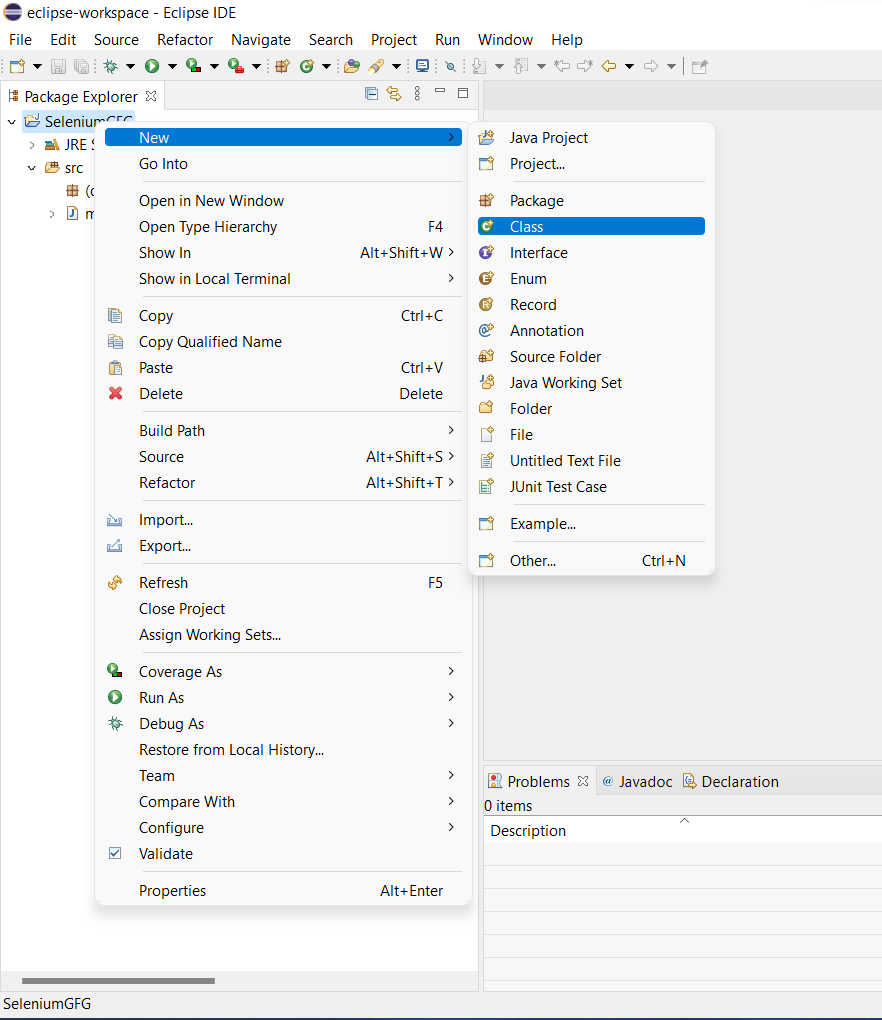 eclipse-workspace - Eclipse IDE
File Edit Source Refactor Navigate Search Project Run Window Help
Package Explorer
SeleniumGFG
JRE S
src
(d
m
New
Go Into
Open in New Window
Open Type Hierarchy F4
Show In Alt+Shift+W
Show in Local Terminal
Copy Ctrl+C
Copy Qualified Name
Paste Ctrl+V
Delete Delete
Build Path
Source Alt+Shift+S
Refactor Alt+Shift+T
Import...
Export...
Refresh F5
Close Project
Assign Working Sets...
Coverage As
Run As
Debug As
Restore from Local History...
Team
Compare With
Configure
Validate
Properties Alt+Enter
Java Project
Project...
Package
Class
Interface
Enum
Record
Annotation
Source Folder
Java Working Set
Folder
File
Untitled Text File
JUnit Test Case
Example...
Other... Ctrl+N
Problems @ Javadoc Declaration
0 items
Description
SeleniumGFG